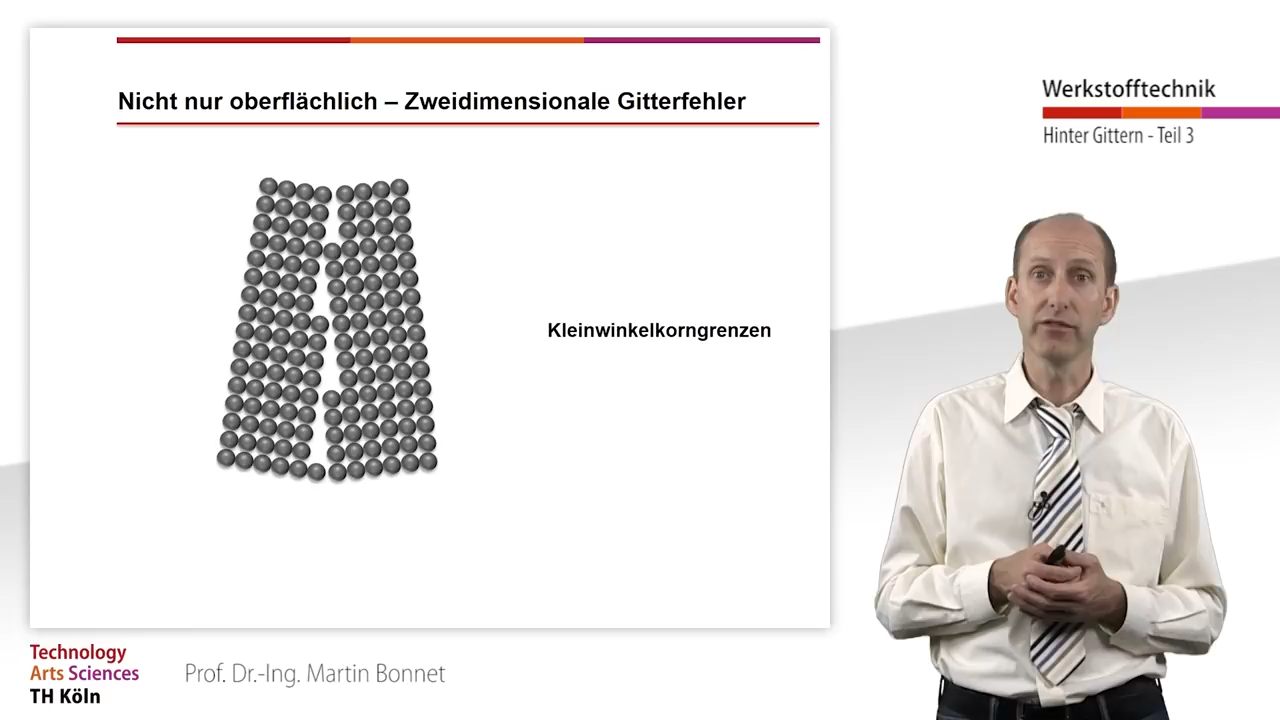 Nicht nur oberflächlich – Zweidimensionale Gitterfehler
Kleinwinkelkorngrenzen
Werkstofftechnik
Hinter Gittern - Teil 3
Technology
Arts Sciences
TH Köln
Prof. Dr.-Ing. Martin Bonnet